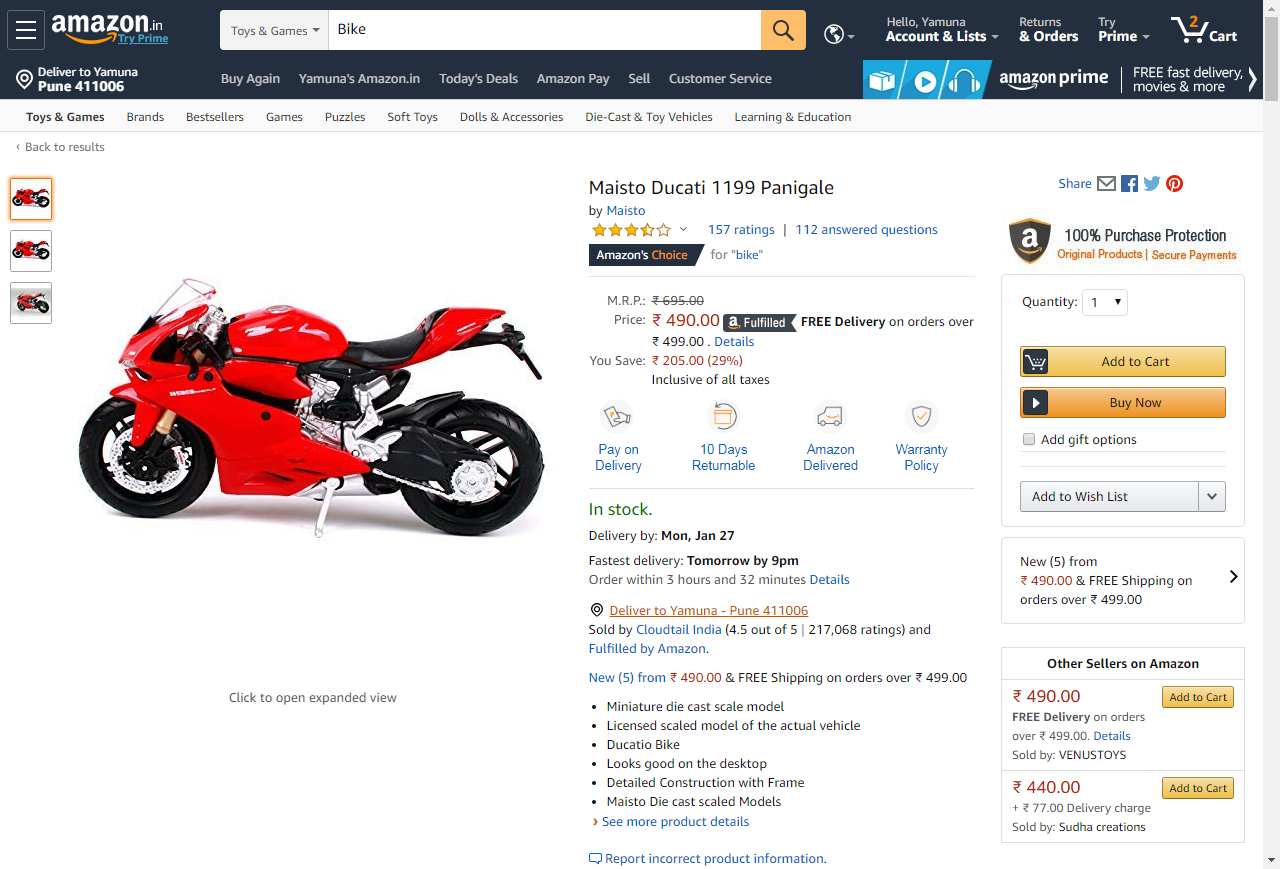 amazon.in
Try Prime
Toys & Games
Bike
Hello, Yamuna
Account & Lists
Returns
& Orders
Try
Prime
2
Cart
Deliver to Yamuna
Pune 411006
Buy Again
Yamuna's Amazon.in
Today's Deals
Amazon Pay
Sell
Customer Service
amazon prime
FREE fast delivery,
movies & more
Toys & Games
Brands
Bestsellers
Games
Puzzles
Soft Toys
Dolls & Accessories
Die-Cast & Toy Vehicles
Learning & Education
‹ Back to results
Click to open expanded view
Maisto Ducati 1199 Panigale
by Maisto
157 ratings | 112 answered questions
Amazon's Choice for "bike"
M.R.P.: ₹ 695.00
Price: ₹ 490.00 a Fulfilled FREE Delivery on orders over
₹ 499.00 . Details
You Save: ₹ 205.00 (29%)
Inclusive of all taxes
Pay on
Delivery
10 Days
Returnable
Amazon
Delivered
Warranty
Policy
In stock.
Delivery by: Mon, Jan 27
Fastest delivery: Tomorrow by 9pm
Order within 3 hours and 32 minutes Details
Deliver to Yamuna - Pune 411006
Sold by Cloudtail India (4.5 out of 5 | 217,068 ratings) and
Fulfilled by Amazon.
New (5) from ₹ 490.00 & FREE Shipping on orders over ₹ 499.00
• Miniature die cast scale model
• Licensed scaled model of the actual vehicle
• Ducatio Bike
• Looks good on the desktop
• Detailed Construction with Frame
• Maisto Die cast scaled Models
› See more product details
Report incorrect product information.
Share
a
100% Purchase Protection
Original Products | Secure Payments
Quantity: 1
Add to Cart
Buy Now
Add gift options
Add to Wish List
New (5) from
₹ 490.00 & FREE Shipping on
orders over ₹ 499.00
Other Sellers on Amazon
₹ 490.00
Add to Cart
FREE Delivery on orders
over ₹ 499.00. Details
Sold by: VENUSTOYS
₹ 440.00
Add to Cart
+ ₹ 77.00 Delivery charge
Sold by: Sudha creations